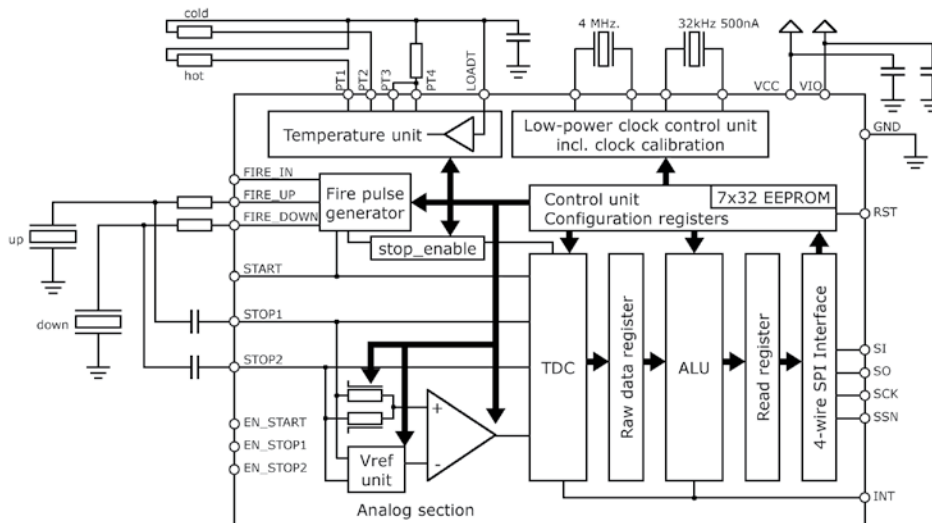 cold
4 MHz.
32kHz 500nA
hot
PT1
PT2
PT3
PT4
LOADT
VCC
VIO
Temperature unit
Low-power clock control unit
incl. clock calibration
GND
FIRE_IN
FIRE_UP
FIRE_DOWN
Fire pulse
generator
Control unit
Configuration registers
7x32 EEPROM
RST
up
stop_enable
START
STOP1
down
STOP2
TDC
Raw data register
ALU
Read register
4-wire SPI Interface
SI
SO
SCK
SSN
+
-
EN_START
EN_STOP1
EN_STOP2
Vref
unit
Analog section
INT